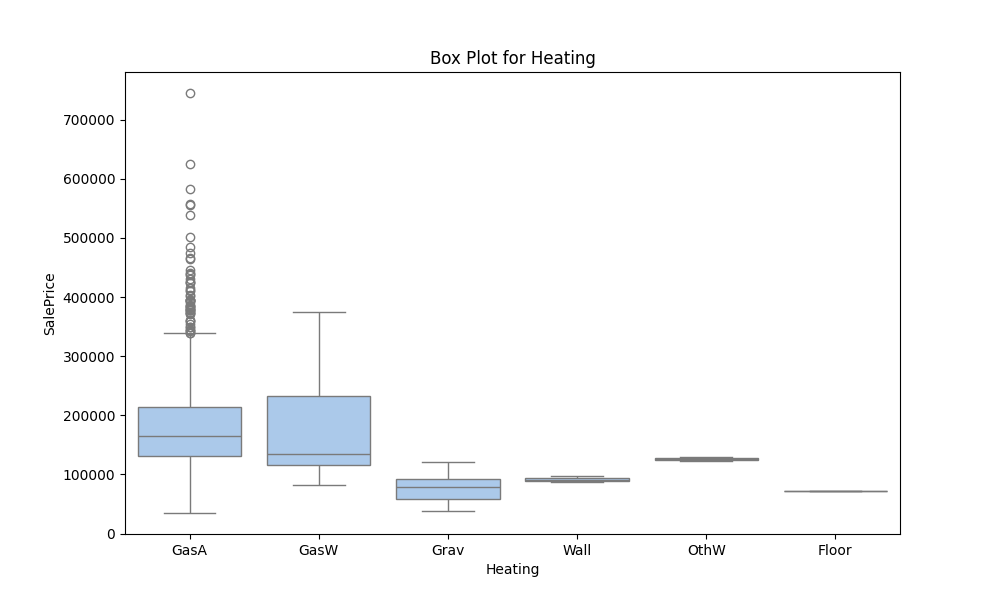 Box Plot for Heating
700000
600000
500000
400000
300000
200000
100000
0
SalePrice
GasA GasW Grav Wall OthW Floor
Heating